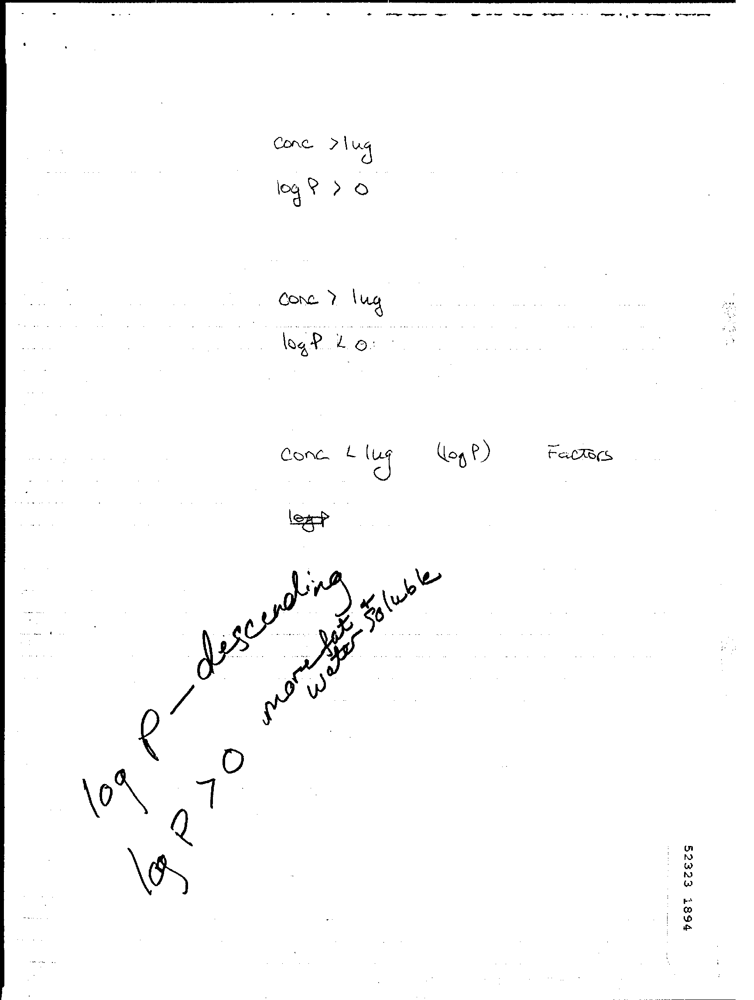 conc > 1ug
log P > 0
conc > 1ug
log P < 0
conc < 1ug (log P) Factors
log P
log P – descending
log P > 0 more fat +
water soluble
52323 1894